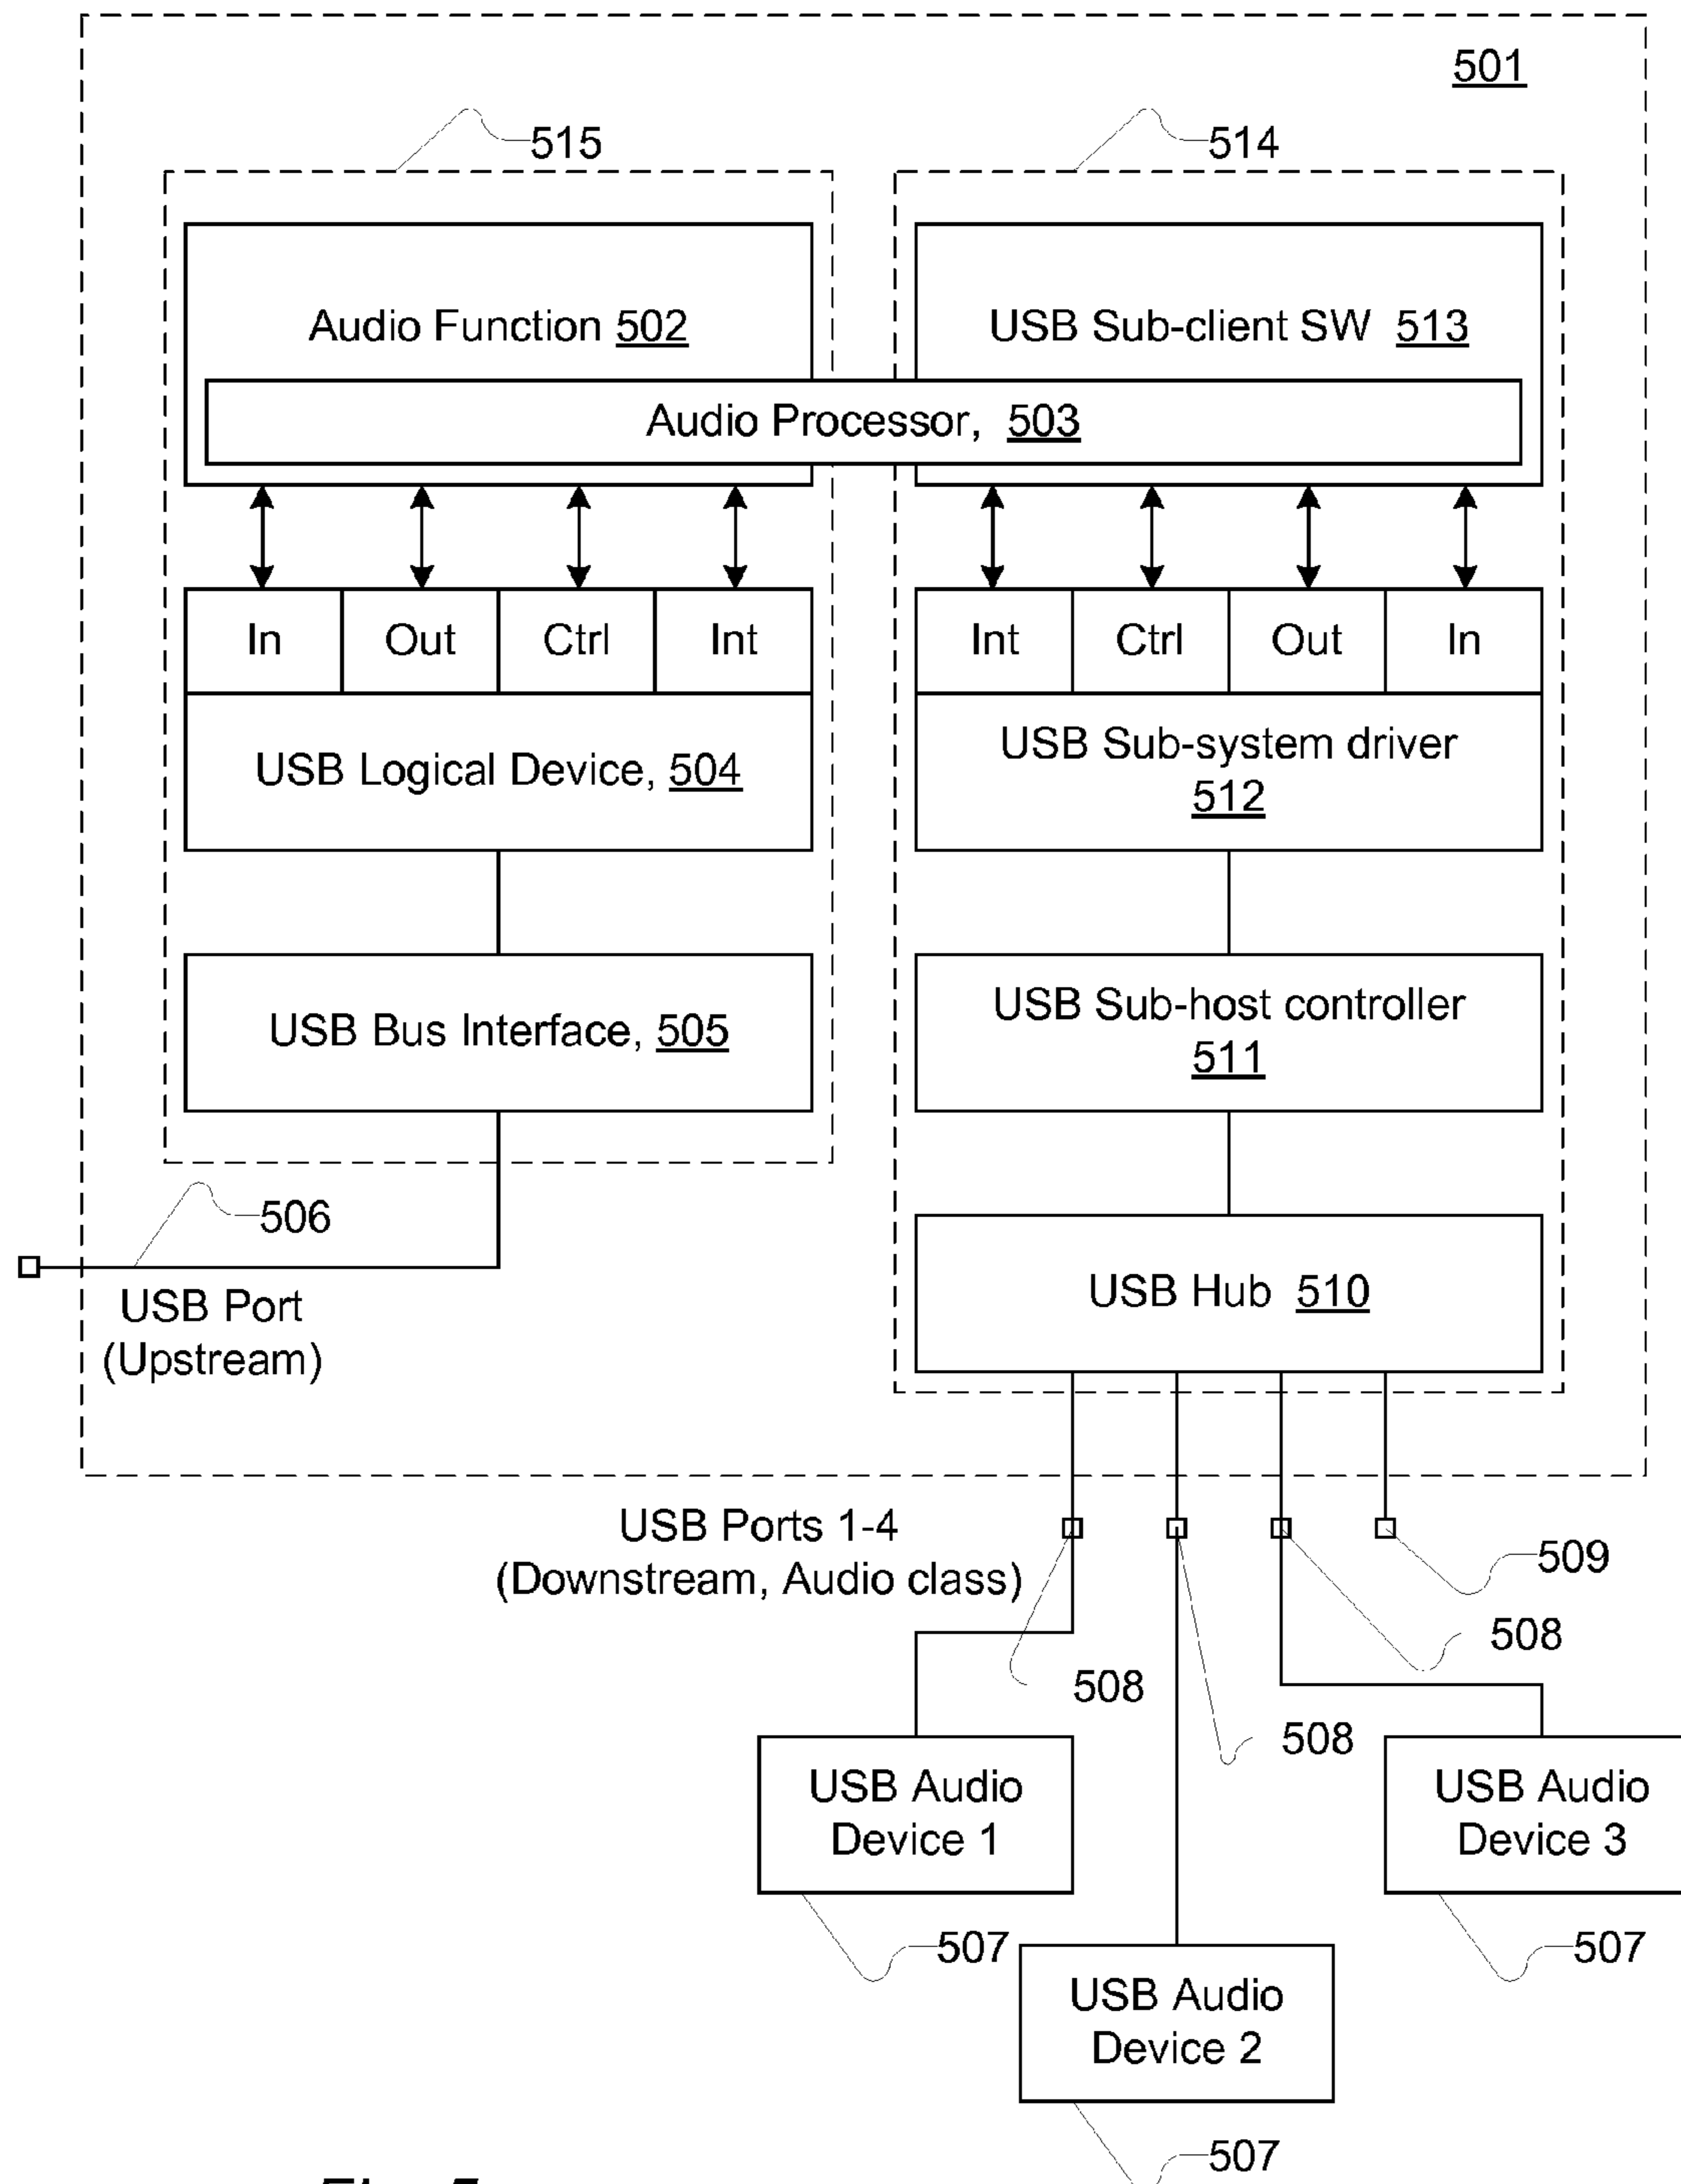 501
515
514
Audio Function 502
USB Sub-client SW 513
Audio Processor, 503
In Out Ctrl Int
Int Ctrl Out In
USB Logical Device, 504
USB Sub-system driver
512
USB Bus Interface, 505
USB Sub-host controller
511
506
USB Port
(Upstream)
USB Hub 510
USB Ports 1-4
(Downstream, Audio class)
509
508
508
508
USB Audio
Device 1
USB Audio
Device 3
507
507
USB Audio
Device 2
507